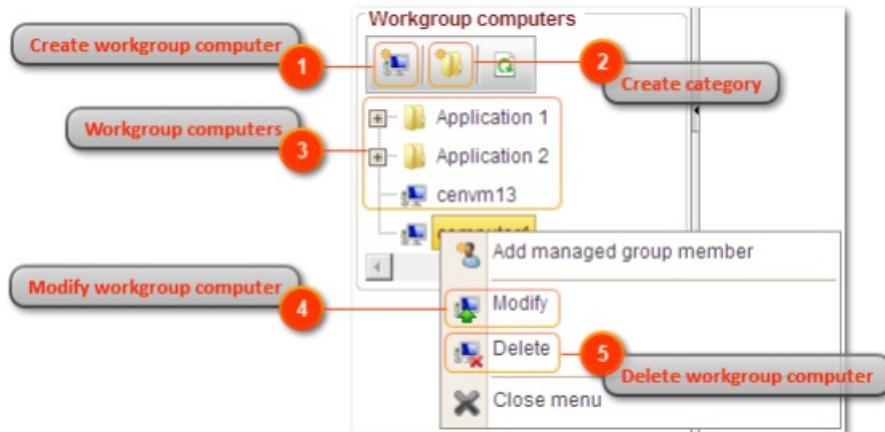 Workgroup computers
Create workgroup computer
1
2
Create category
Workgroup computers
3
Application 1
Application 2
cenvm13
computer1
Add managed group member
Modify workgroup computer
4
Modify
Delete
5
Delete workgroup computer
Close menu